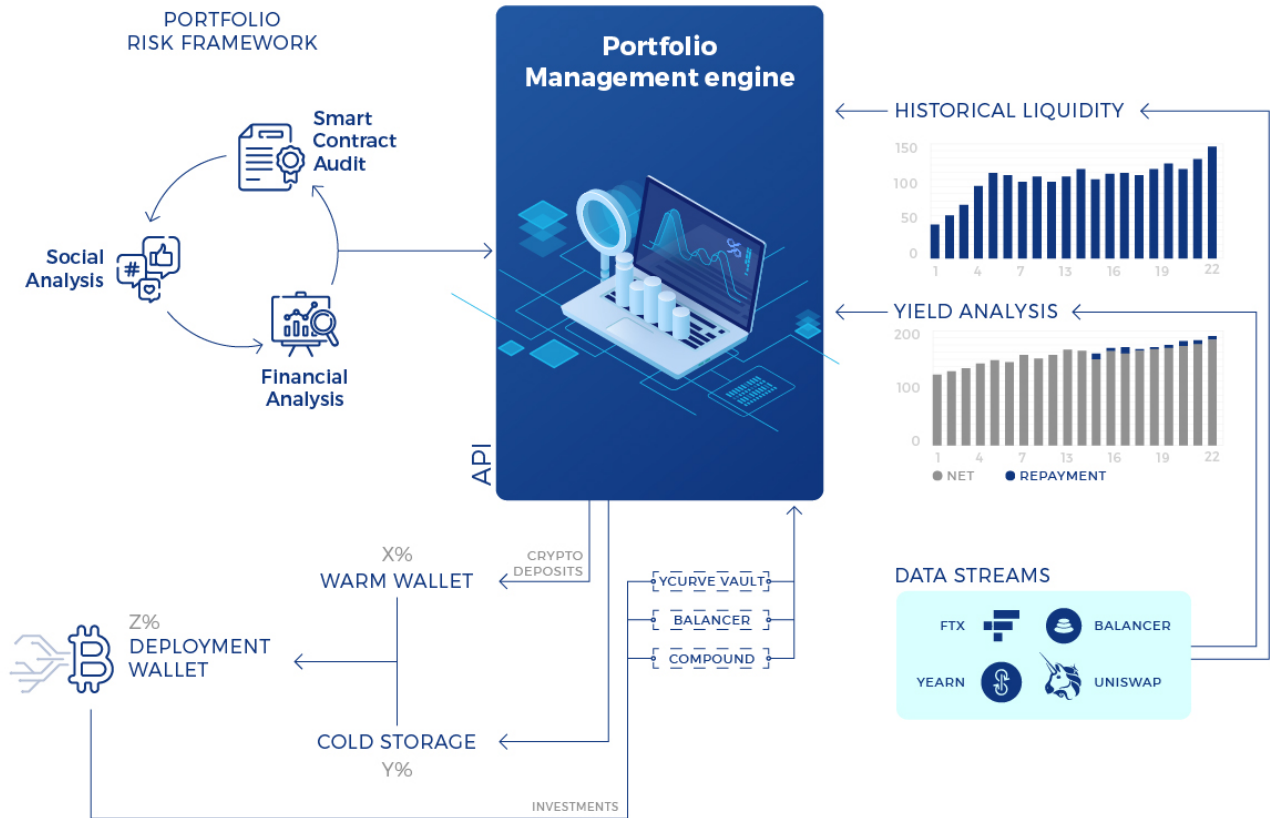 PORTFOLIO
RISK FRAMEWORK
Smart
Contract
Audit
Social
Analysis
#
Financial
Analysis
Portfolio
Management engine
API
HISTORICAL LIQUIDITY
150
100
50
0
1 4 7 13 16 19 22
YIELD ANALYSIS
200
100
0
1 4 7 13 16 19 22
NET REPAYMENT
CRYPTO
DEPOSITS
X%
WARM WALLET
Z%
DEPLOYMENT
WALLET
COLD STORAGE
Y%
INVESTMENTS
YCURVE VAULT
BALANCER
COMPOUND
DATA STREAMS
FTX BALANCER
YEARN UNISWAP